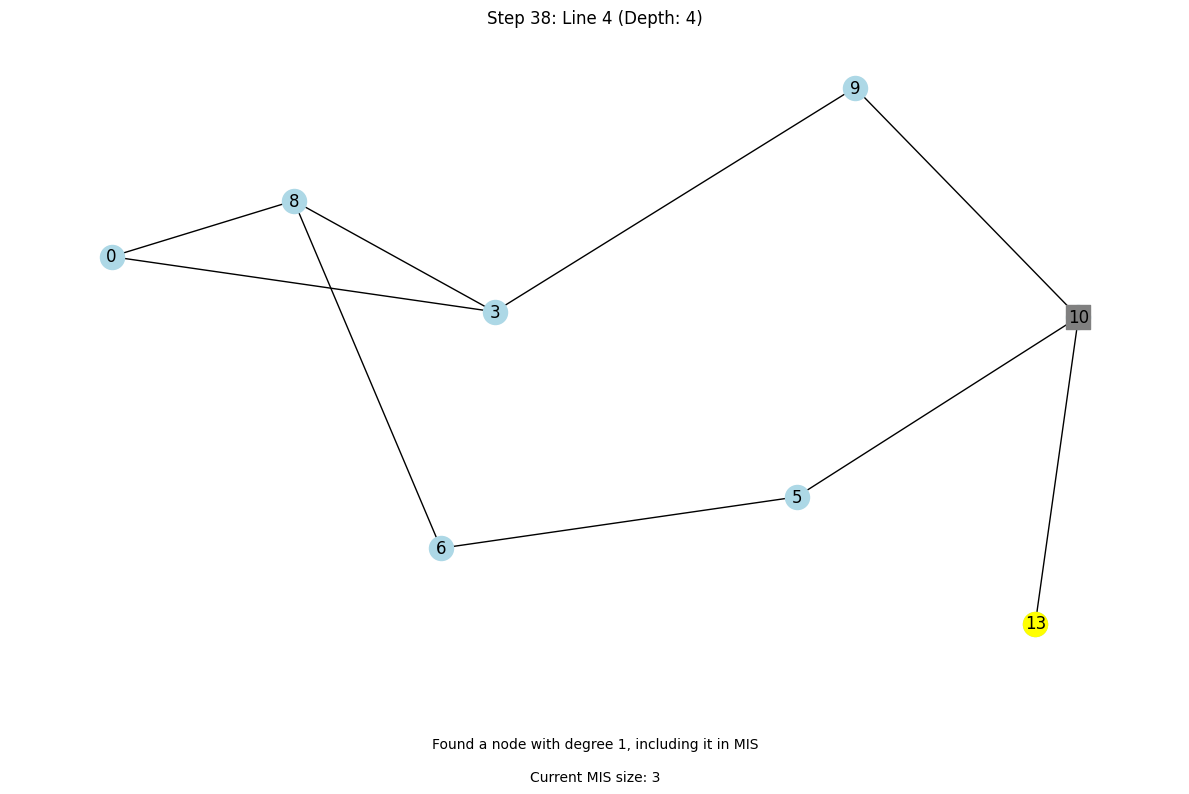 Step 38: Line 4 (Depth: 4)
9
8
0
3
10
5
6
13
Found a node with degree 1, including it in MIS
Current MIS size: 3